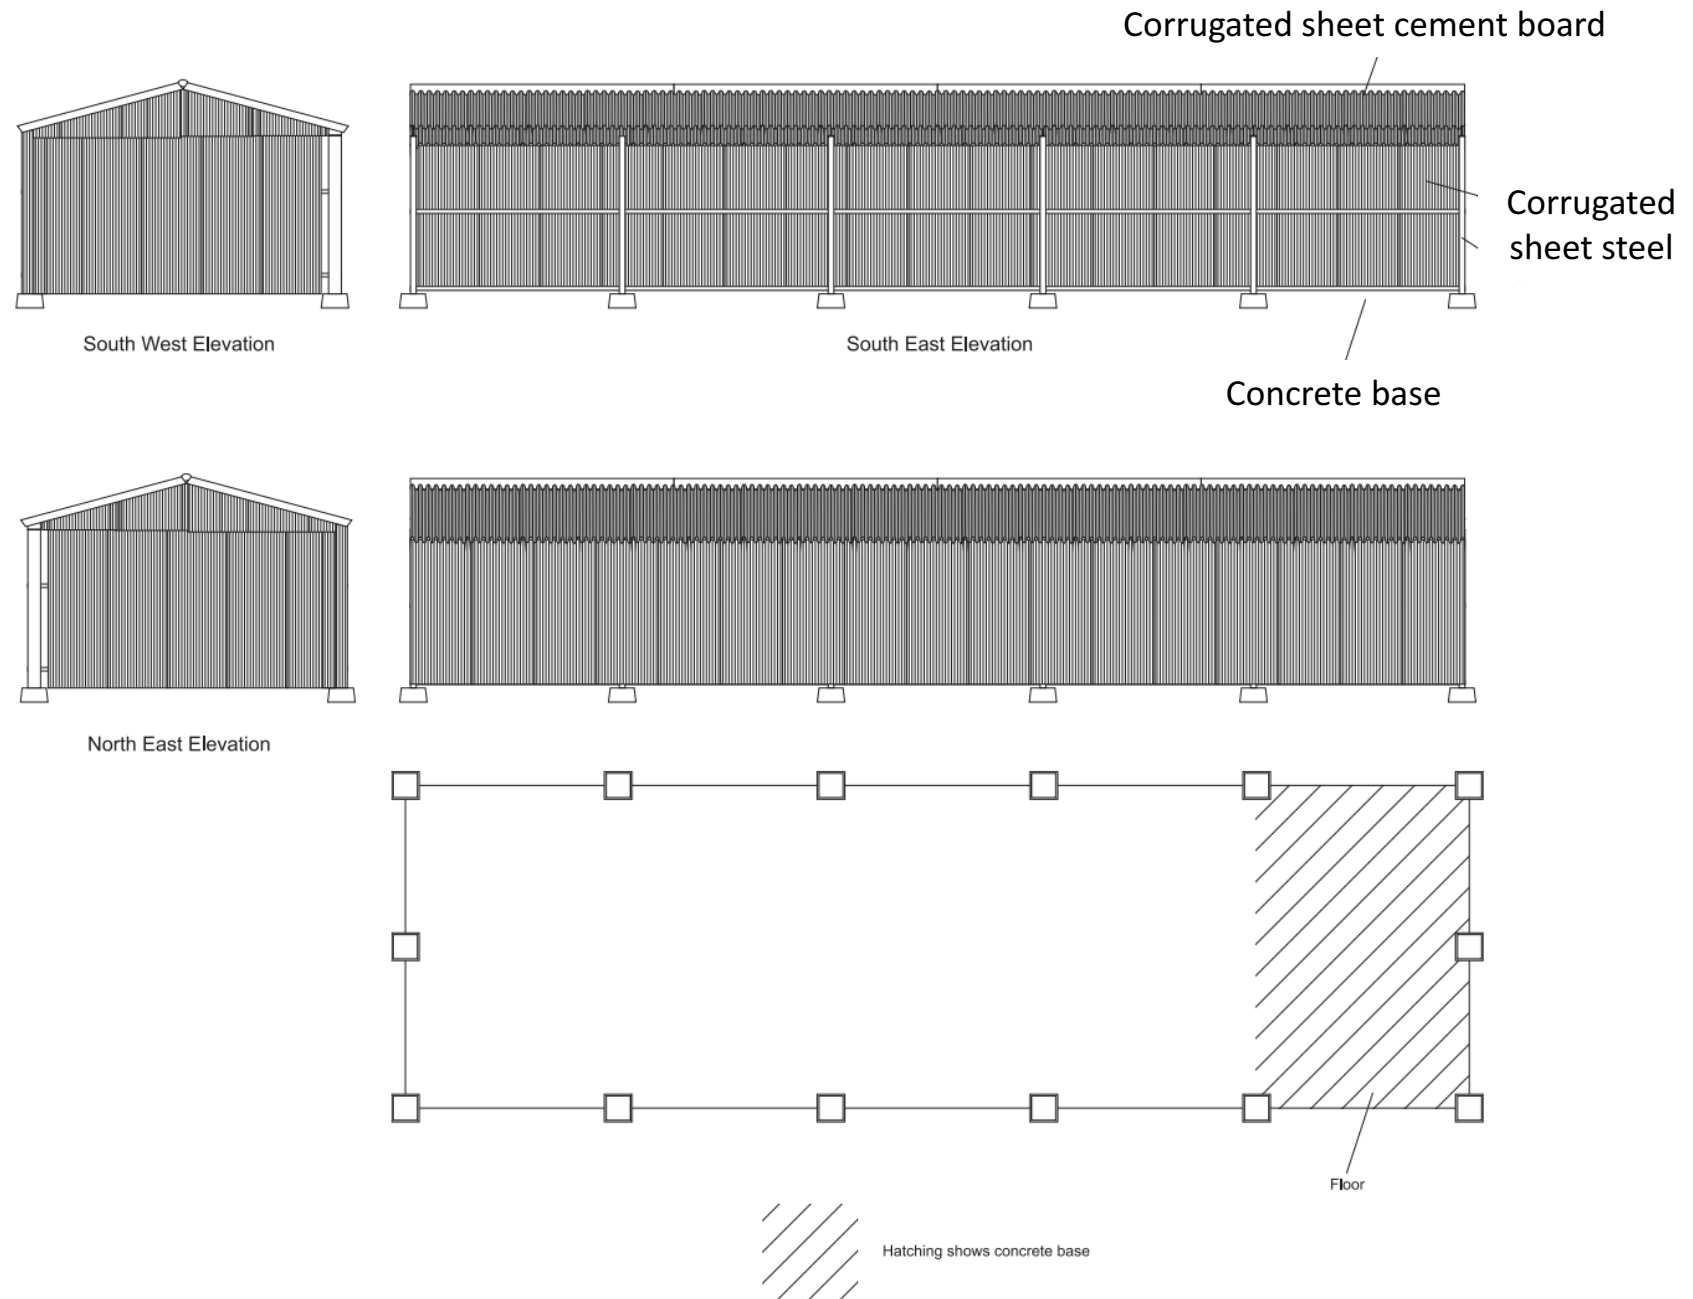 Corrugated sheet cement board
Corrugated
sheet steel
South West Elevation
South East Elevation
Concrete base
North East Elevation
Floor
Hatching shows concrete base